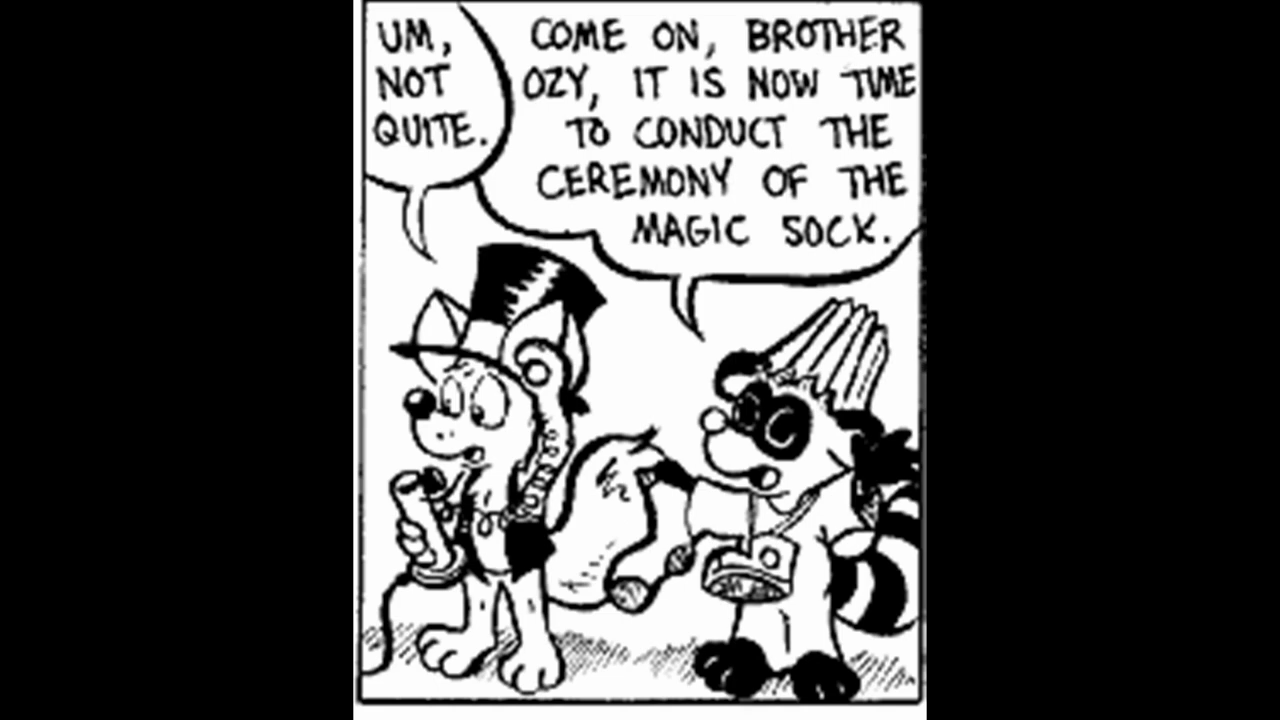 UM,
NOT
QUITE.
COME ON, BROTHER
OZY, IT IS NOW TIME
TO CONDUCT THE
CEREMONY OF THE
MAGIC SOCK.